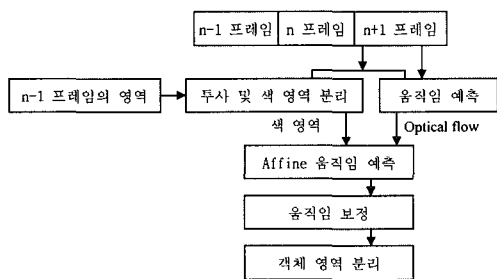 n-1 프레임 n 프레임 n+1 프레임
n-1 프레임의 영역 투사 및 색 영역 분리 움직임 예측
색 영역 Optical flow
Affine 움직임 예측
움직임 보정
객체 영역 분리